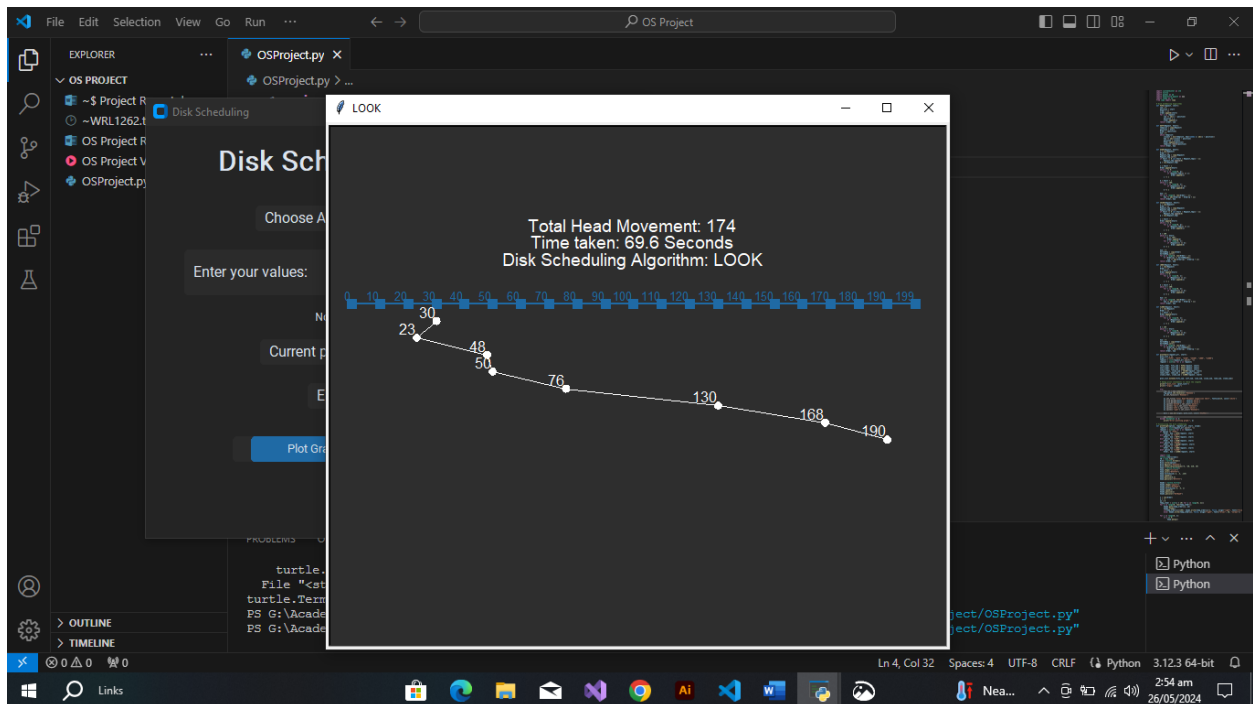 File Edit Selection View Go Run ···
OS Project
EXPLORER ···
OSProject.py
OS PROJECT
OSProject.py > ...
~$ Project R
~WRL1262.t
OS Project R
OS Project V
OSProject.py
Disk Scheduling
Disk Sch
Choose A
Enter your values:
Current p
E
Plot Gra
LOOK
Total Head Movement: 174
Time taken: 69.6 Seconds
Disk Scheduling Algorithm: LOOK
0 10 20 30 40 50 60 70 80 90 100 110 120 130 140 150 160 170 180 190 199
30
23
48
50
76
130
168
190
turtle.
File "<st
turtle.Term
PS G:\Acade
ject/OSProject.py"
PS G:\Acade
ject/OSProject.py"
Python
Python
OUTLINE
TIMELINE
0 0 0
Ln 4, Col 32 Spaces: 4 UTF-8 CRLF Python 3.12.3 64-bit
Links
Ai
Nea...
2:54 am
26/05/2024